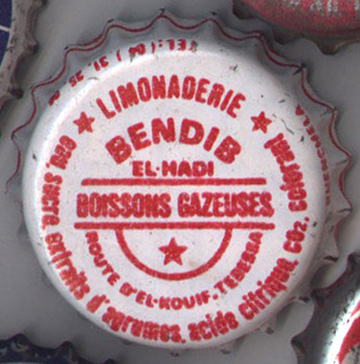 LIMONADERIE
BENDIB
EL-HADI
BOISSONS GAZEUSES
ROUTE D'EL-KOUIF-TEBESSA
eau, sucre, extraits d'agrumes, acide citrique, co2, colorant